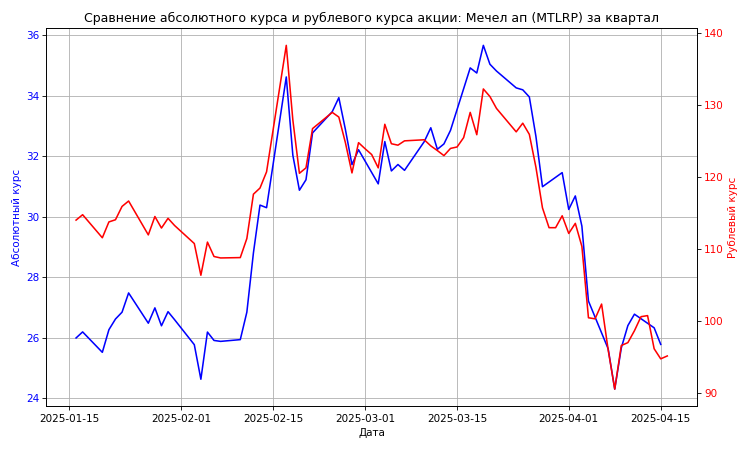 Сравнение абсолютного курса и рублевого курса акции: Мечел ап (MTLRP) за квартал
36
34
32
30
28
26
24
Абсолютный курс
140
130
120
110
100
90
Рублевый курс
2025-01-15 2025-02-01 2025-02-15 2025-03-01 2025-03-15 2025-04-01 2025-04-15
Дата